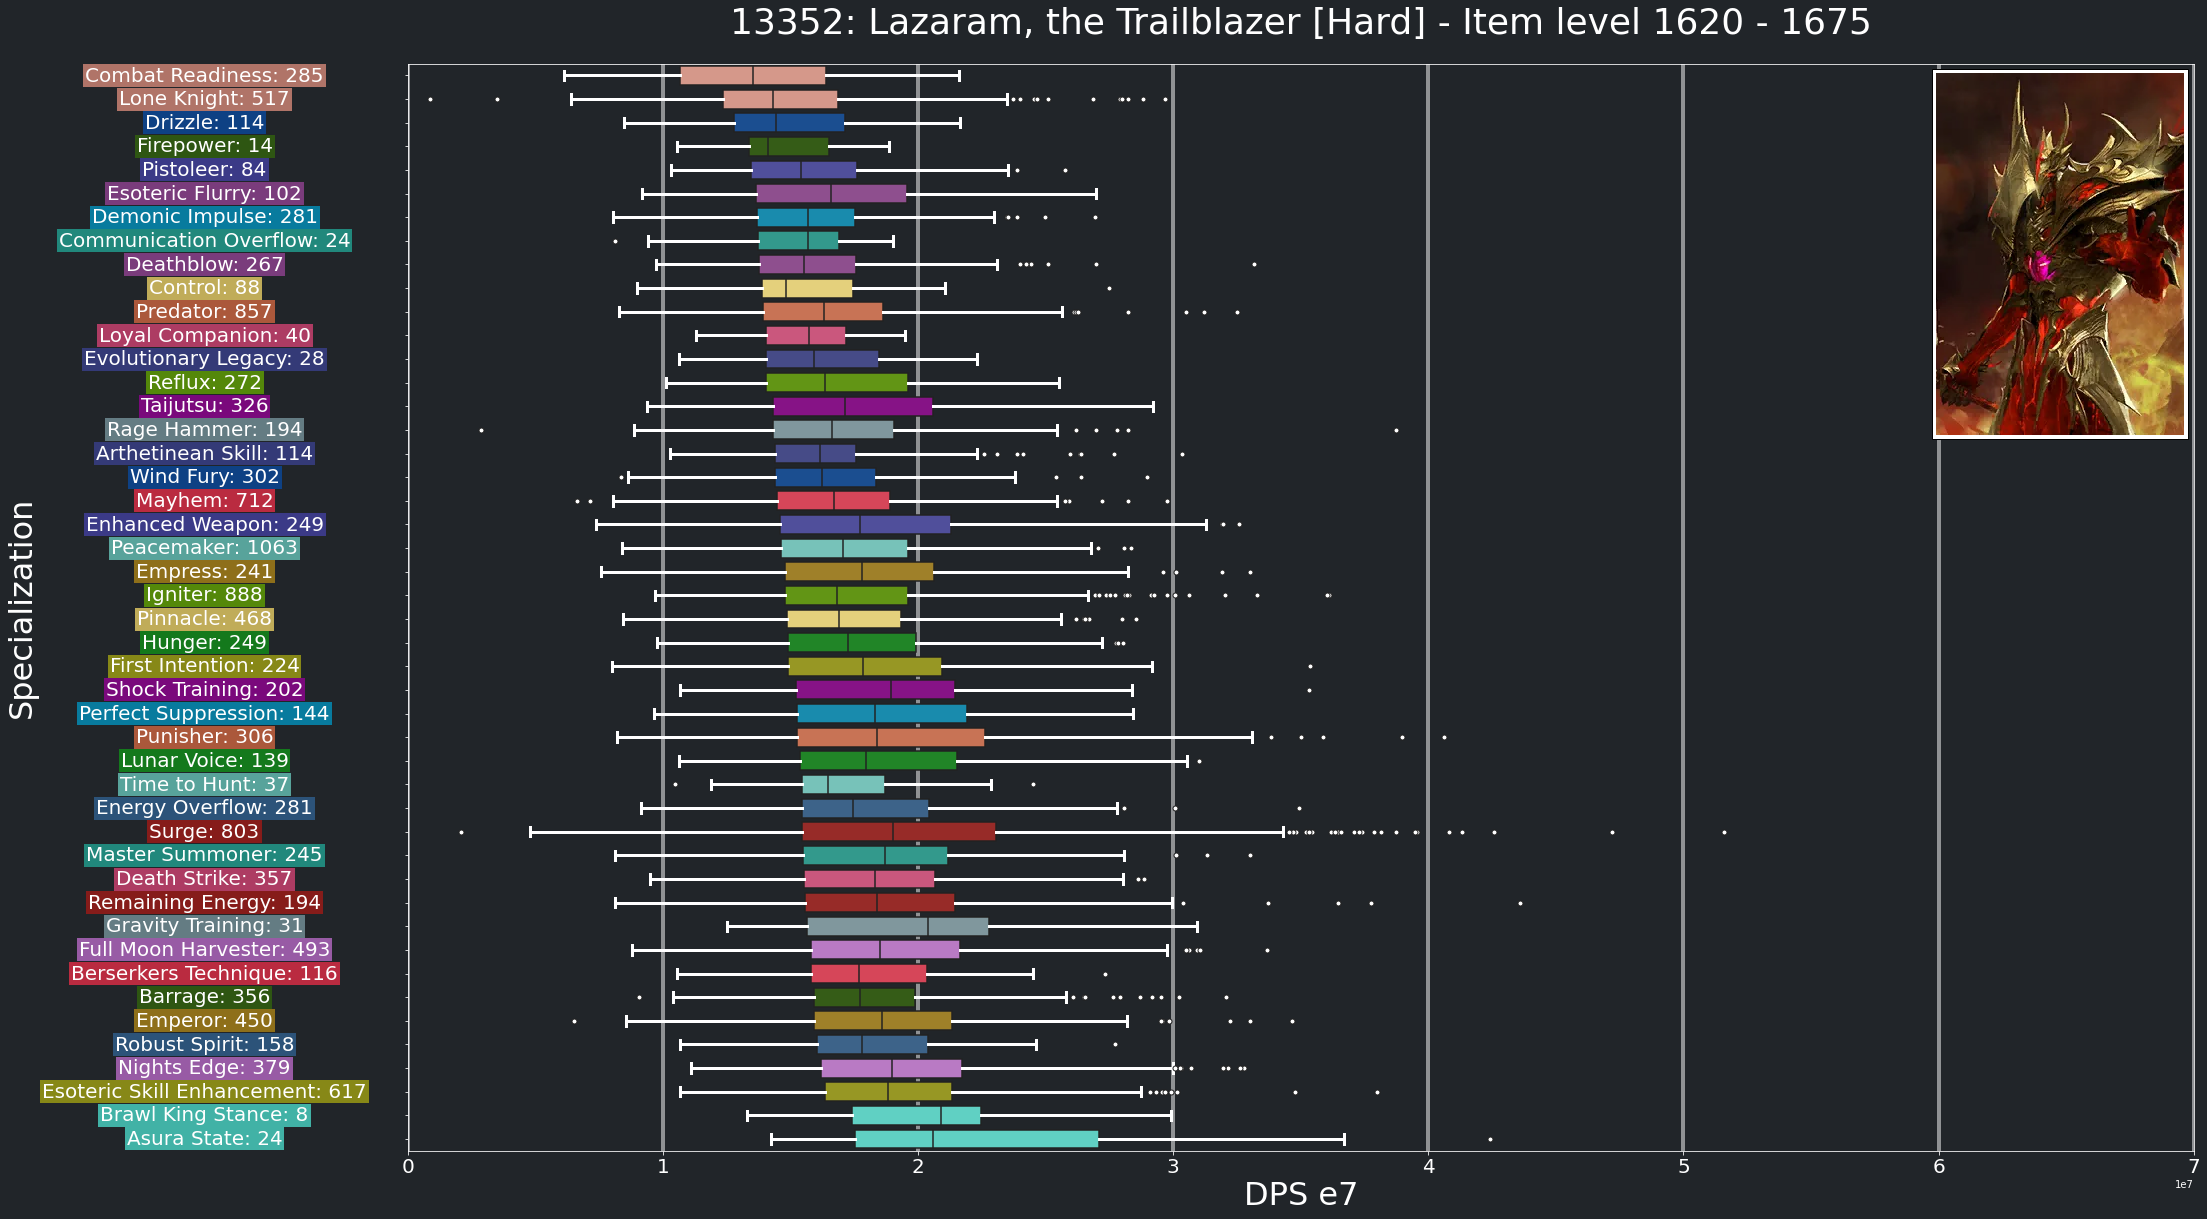 13352: Lazaram, the Trailblazer [Hard] - Item level 1620 - 1675
Combat Readiness: 285
Lone Knight: 517
Drizzle: 114
Firepower: 14
Pistoleer: 84
Esoteric Flurry: 102
Demonic Impulse: 281
Communication Overflow: 24
Deathblow: 267
Control: 88
Predator: 857
Loyal Companion: 40
Evolutionary Legacy: 28
Reflux: 272
Taijutsu: 326
Rage Hammer: 194
Arthetinean Skill: 114
Wind Fury: 302
Mayhem: 712
Enhanced Weapon: 249
Peacemaker: 1063
Empress: 241
Igniter: 888
Pinnacle: 468
Hunger: 249
First Intention: 224
Shock Training: 202
Perfect Suppression: 144
Punisher: 306
Lunar Voice: 139
Time to Hunt: 37
Energy Overflow: 281
Surge: 803
Master Summoner: 245
Death Strike: 357
Remaining Energy: 194
Gravity Training: 31
Full Moon Harvester: 493
Berserkers Technique: 116
Barrage: 356
Emperor: 450
Robust Spirit: 158
Nights Edge: 379
Esoteric Skill Enhancement: 617
Brawl King Stance: 8
Asura State: 24
Specialization
0 1 2 3 4 5 6 7
DPS e7
1e7